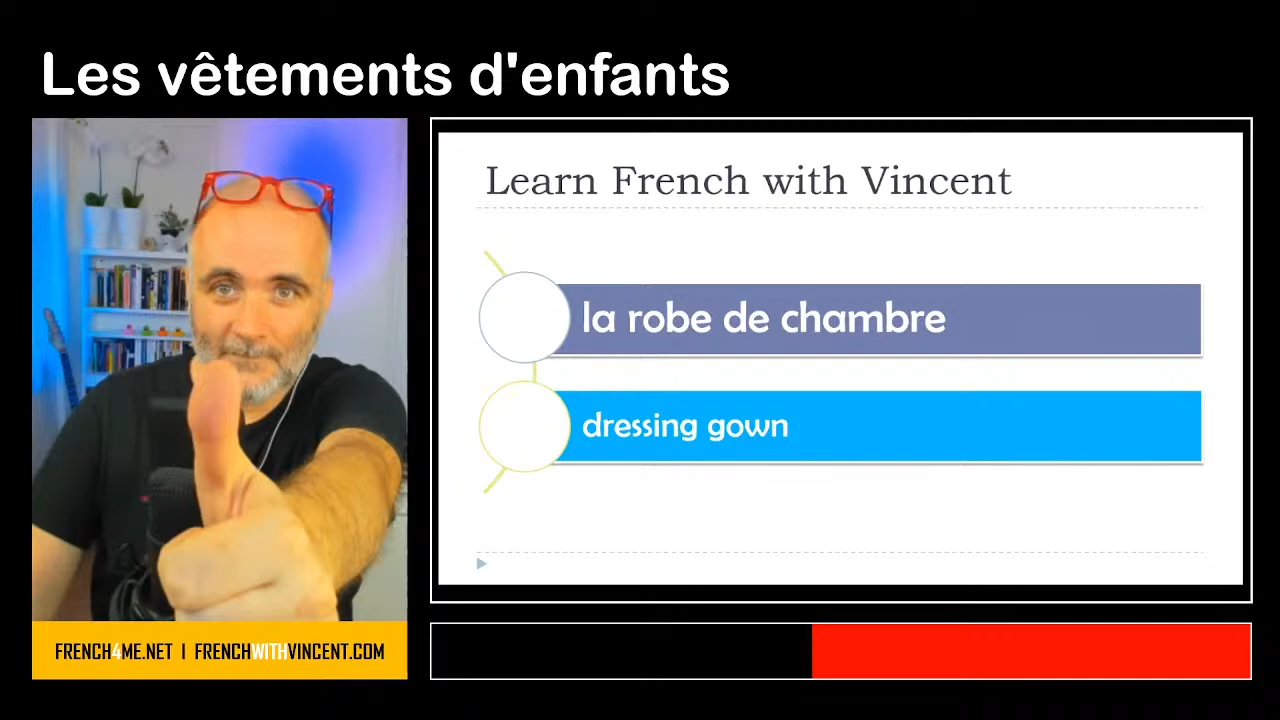 Les vêtements d'enfants
Learn French with Vincent
la robe de chambre
dressing gown
FRENCH4ME.NET I FRENCHWITHVINCENT.COM